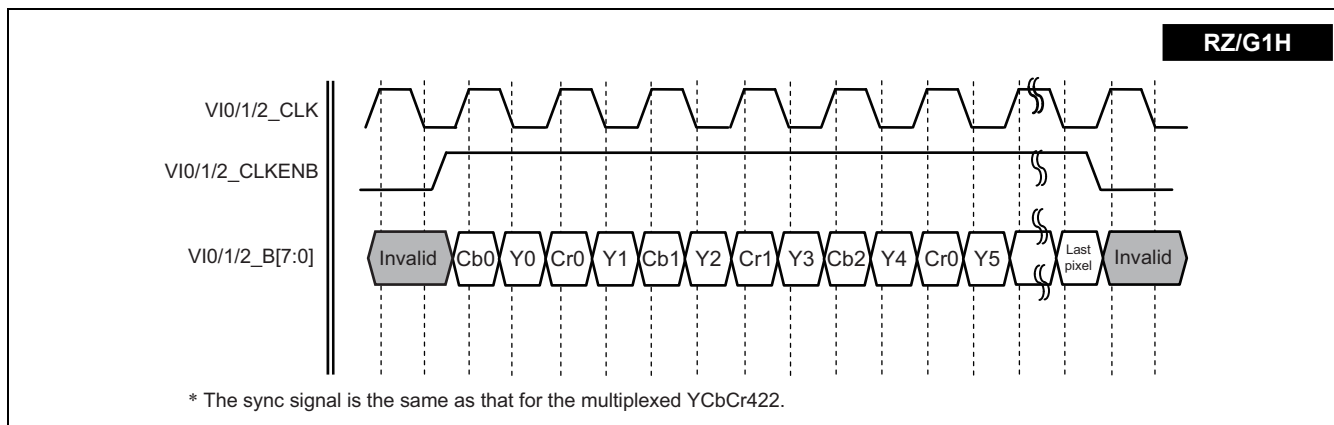 RZ/G1H
VI0/1/2_CLK
VI0/1/2_CLKENB
VI0/1/2_B[7:0]
Invalid Cb0 Y0 Cr0 Y1 Cb1 Y2 Cr1 Y3 Cb2 Y4 Cr0 Y5 Last pixel Invalid
* The sync signal is the same as that for the multiplexed YCbCr422.